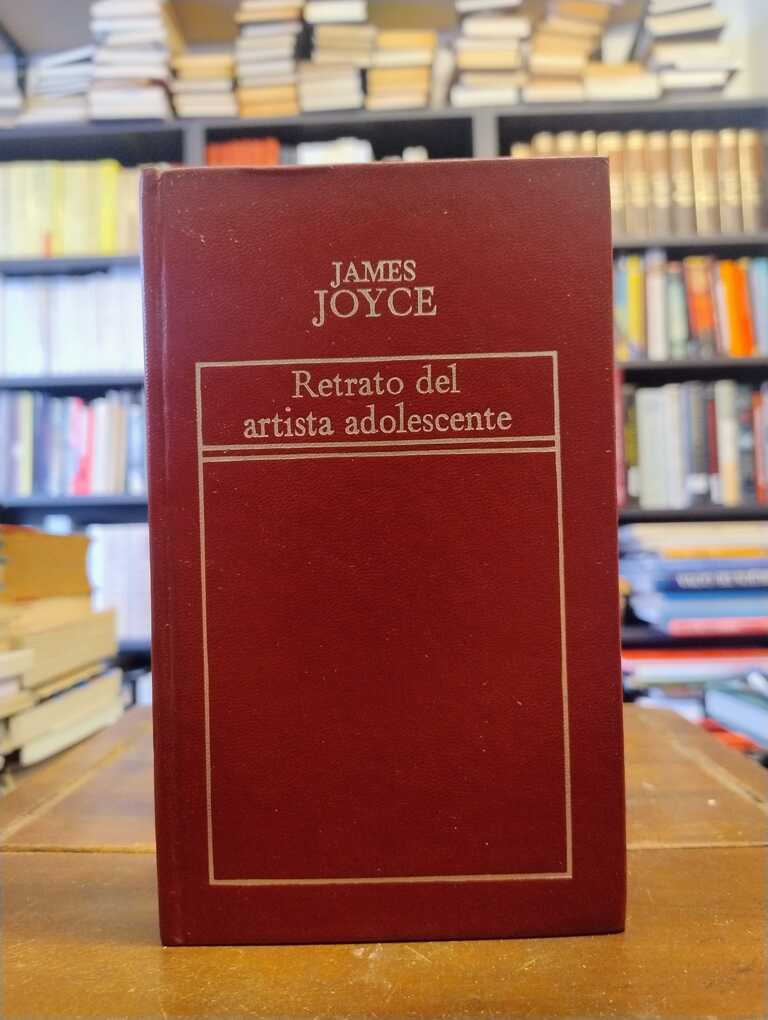 JAMES
JOYCE
Retrato del
artista adolescente